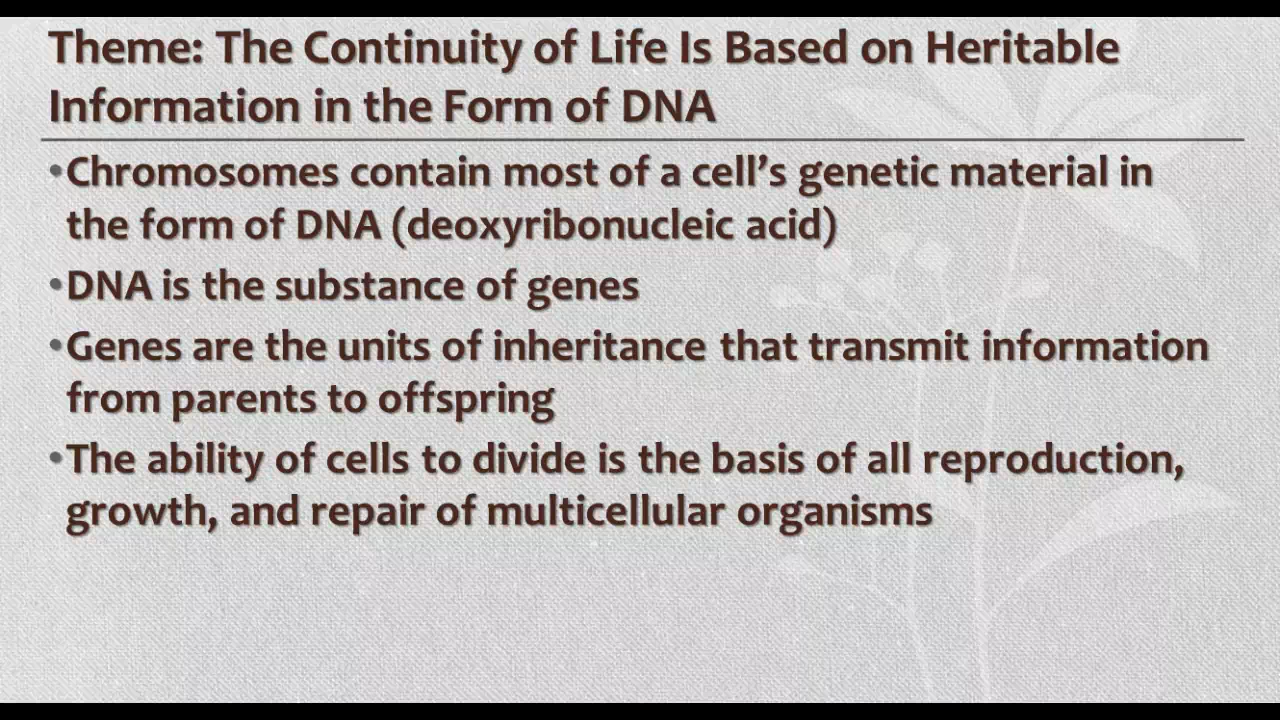 Theme: The Continuity of Life Is Based on Heritable
Information in the Form of DNA
•Chromosomes contain most of a cell’s genetic material in
the form of DNA (deoxyribonucleic acid)
•DNA is the substance of genes
•Genes are the units of inheritance that transmit information
from parents to offspring
•The ability of cells to divide is the basis of all reproduction,
growth, and repair of multicellular organisms